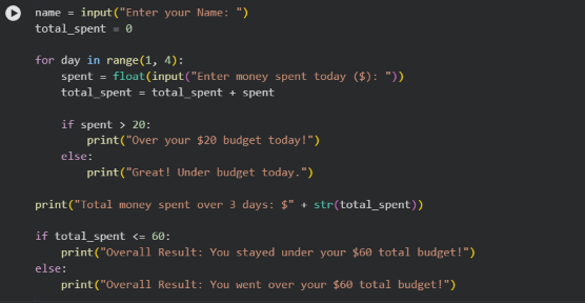 name = input("Enter your Name: ")
total_spent = 0
for day in range(1, 4):
spent = float(input("Enter money spent today ($): "))
total_spent = total_spent + spent
if spent > 20:
print("Over your $20 budget today!")
else:
print("Great! Under budget today.")
print("Total money spent over 3 days: $" + str(total_spent))
if total_spent <= 60:
print("Overall Result: You stayed under your $60 total budget!")
else:
print("Overall Result: You went over your $60 total budget!")